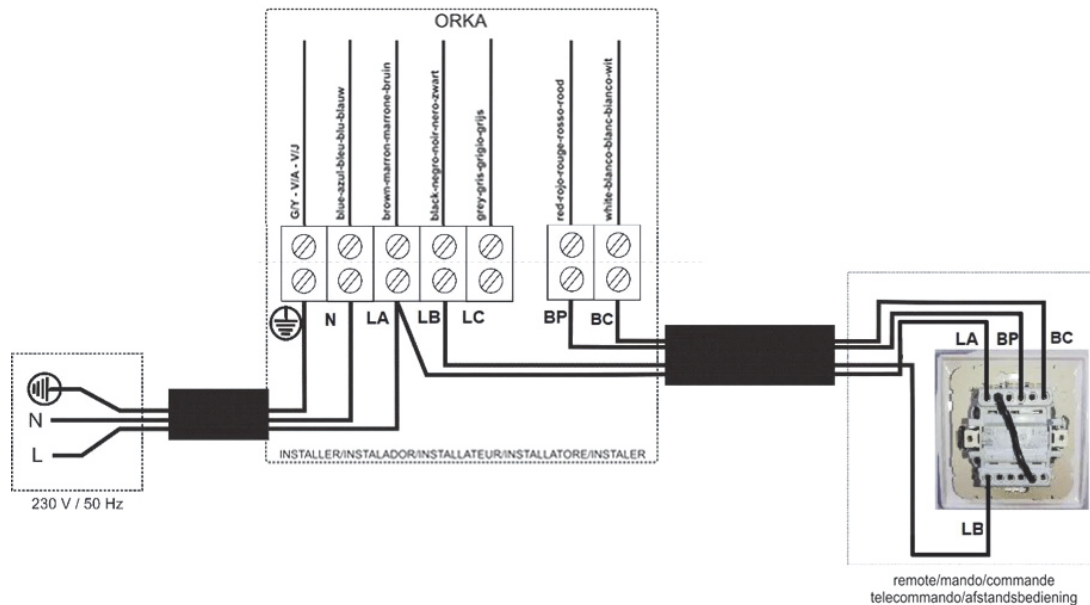 ORKA
G/Y - V/A - V/J
blue-azul-bleu-blu-blauw
brown-marron-marrone-bruin
black-negro-noir-nero-zwart
grey-gris-grigio-grijs
red-rojo-rouge-rosso-rood
white-blanco-blanc-bianco-wit
N
LA
LB
LC
BP
BC
LA
BP
BC
N
L
INSTALLER/INSTALADOR/INSTALLATEUR/INSTALLATORE/INSTALER
230 V / 50 Hz
LB
remote/mando/commande
telecommando/afstandsbediening